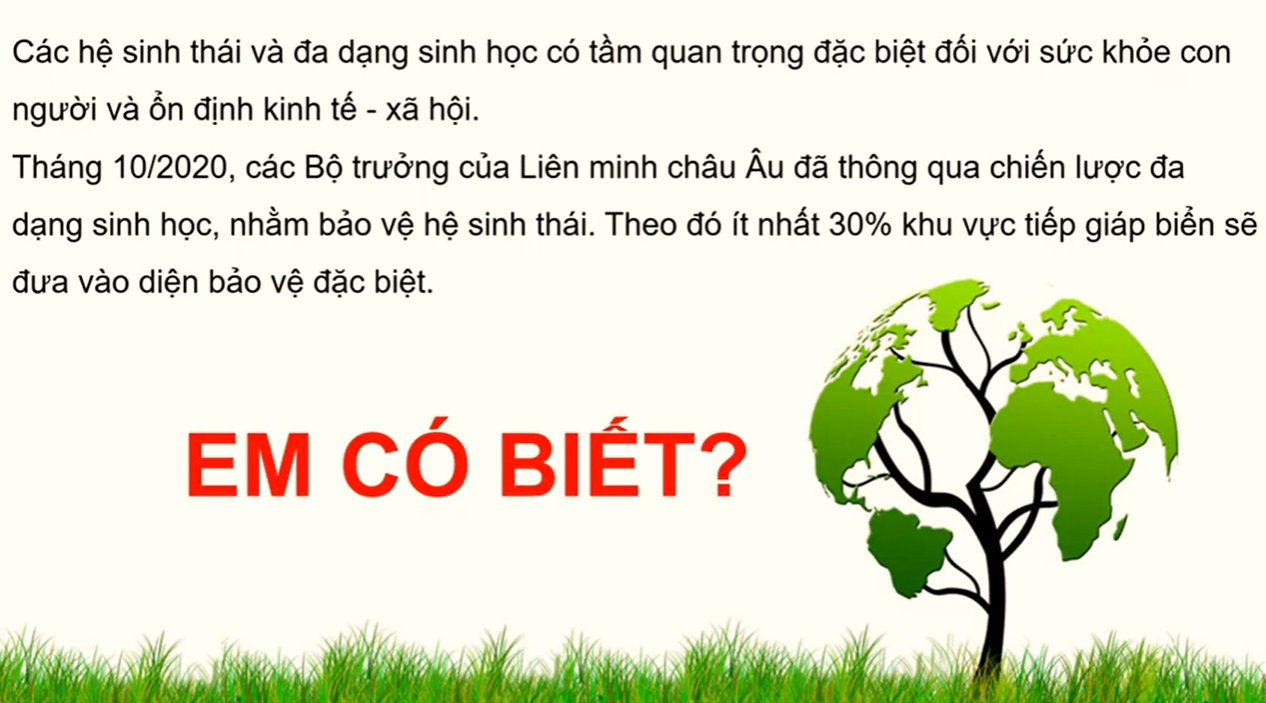 Các hệ sinh thái và đa dạng sinh học có tầm quan trọng đặc biệt đối với sức khỏe con
người và ổn định kinh tế - xã hội.
Tháng 10/2020, các Bộ trưởng của Liên minh châu Âu đã thông qua chiến lược đa
dạng sinh học, nhằm bảo vệ hệ sinh thái. Theo đó ít nhất 30% khu vực tiếp giáp biển sẽ
đưa vào diện bảo vệ đặc biệt.
EM CÓ BIẾT?